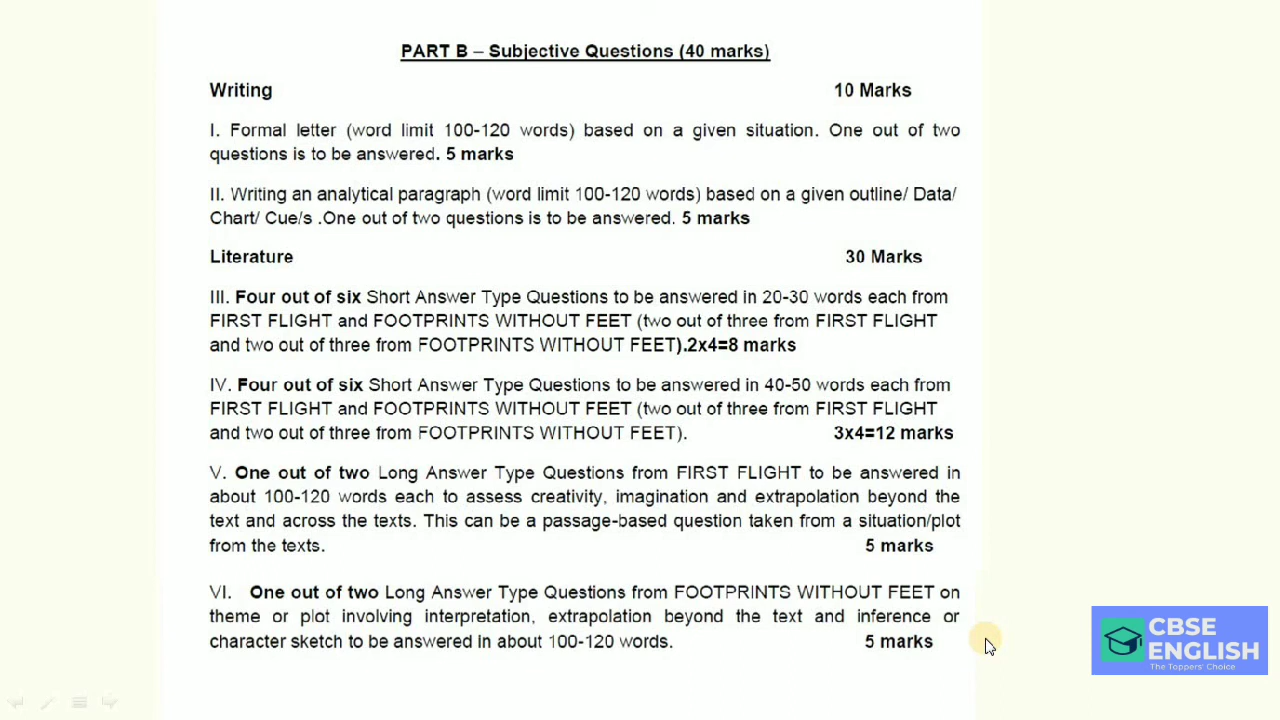 PART B – Subjective Questions (40 marks)
Writing 10 Marks
I. Formal letter (word limit 100-120 words) based on a given situation. One out of two
questions is to be answered. 5 marks
II. Writing an analytical paragraph (word limit 100-120 words) based on a given outline/ Data/
Chart/ Cue/s .One out of two questions is to be answered. 5 marks
Literature 30 Marks
III. Four out of six Short Answer Type Questions to be answered in 20-30 words each from
FIRST FLIGHT and FOOTPRINTS WITHOUT FEET (two out of three from FIRST FLIGHT
and two out of three from FOOTPRINTS WITHOUT FEET).2x4=8 marks
IV. Four out of six Short Answer Type Questions to be answered in 40-50 words each from
FIRST FLIGHT and FOOTPRINTS WITHOUT FEET (two out of three from FIRST FLIGHT
and two out of three from FOOTPRINTS WITHOUT FEET). 3x4=12 marks
V. One out of two Long Answer Type Questions from FIRST FLIGHT to be answered in
about 100-120 words each to assess creativity, imagination and extrapolation beyond the
text and across the texts. This can be a passage-based question taken from a situation/plot
from the texts. 5 marks
VI. One out of two Long Answer Type Questions from FOOTPRINTS WITHOUT FEET on
theme or plot involving interpretation, extrapolation beyond the text and inference or
character sketch to be answered in about 100-120 words. 5 marks
CBSE
ENGLISH
The Toppers' Choice